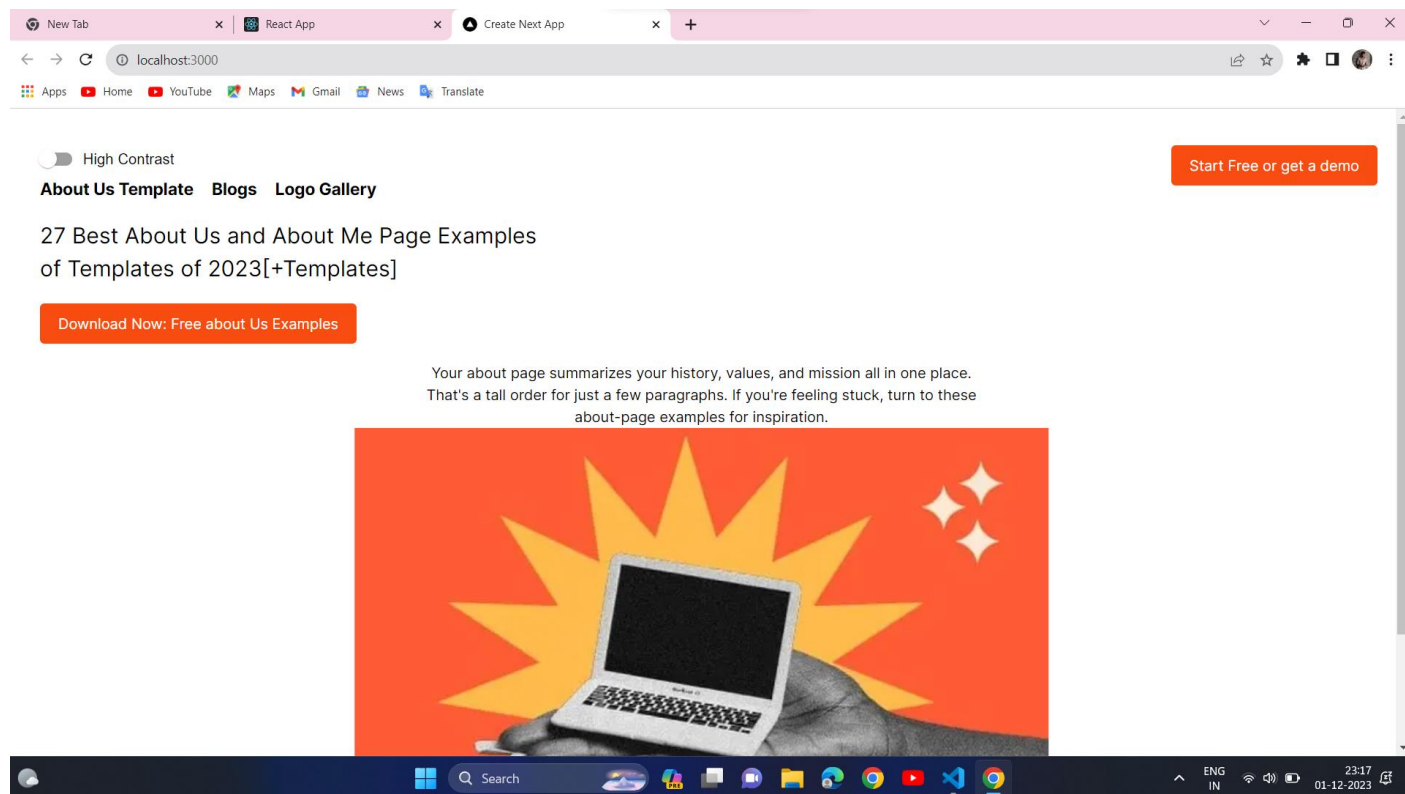 New Tab
React App
Create Next App
localhost:3000
Apps Home YouTube Maps Gmail News Translate
High Contrast
Start Free or get a demo
About Us Template Blogs Logo Gallery
27 Best About Us and About Me Page Examples
of Templates of 2023[+Templates]
Download Now: Free about Us Examples
Your about page summarizes your history, values, and mission all in one place.
That's a tall order for just a few paragraphs. If you're feeling stuck, turn to these
about-page examples for inspiration.
Search
PRE
ENG
IN
23:17
01-12-2023